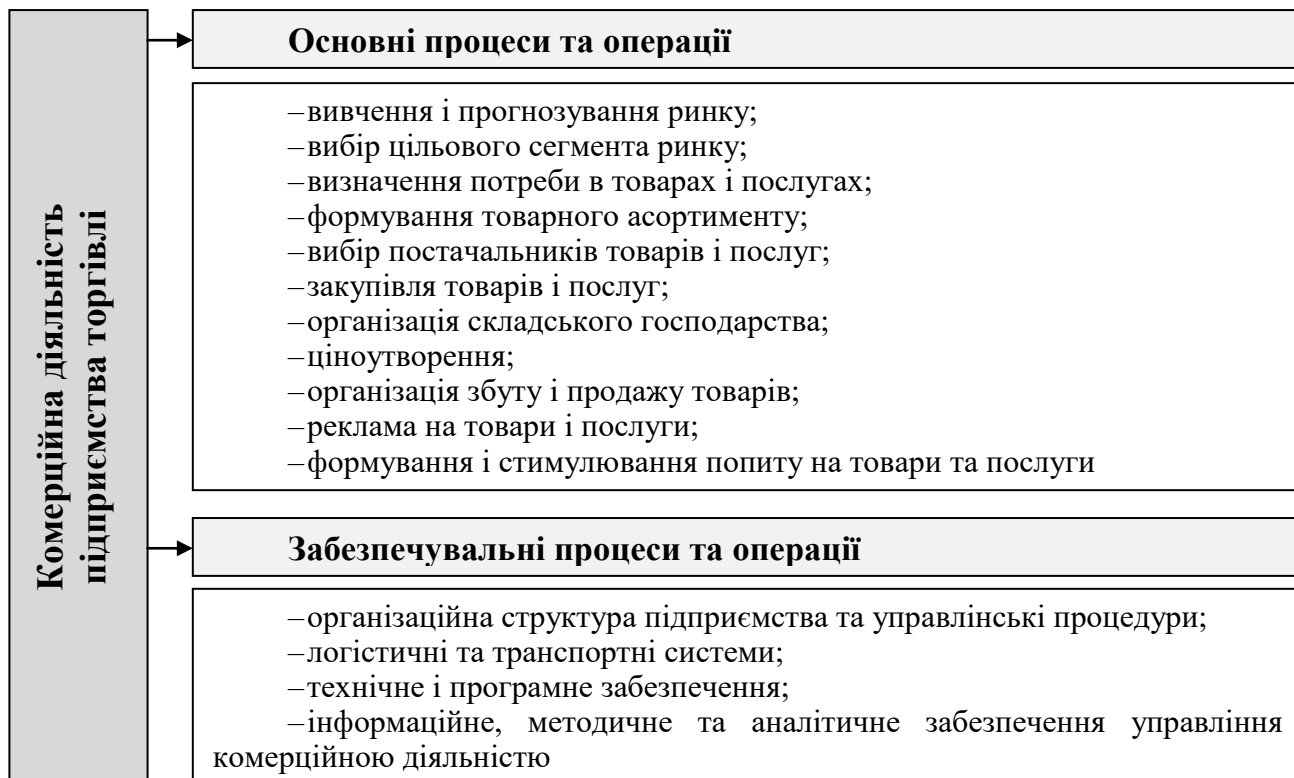 Комерційна діяльність
підприємства торгівлі
Основні процеси та операції
–вивчення і прогнозування ринку;
–вибір цільового сегмента ринку;
–визначення потреби в товарах і послугах;
–формування товарного асортименту;
–вибір постачальників товарів і послуг;
–закупівля товарів і послуг;
–організація складського господарства;
–ціноутворення;
–організація збуту і продажу товарів;
–реклама на товари і послуги;
–формування і стимулювання попиту на товари та послуги
Забезпечувальні процеси та операції
–організаційна структура підприємства та управлінські процедури;
–логістичні та транспортні системи;
–технічне і програмне забезпечення;
–інформаційне, методичне та аналітичне забезпечення управління
комерційною діяльністю